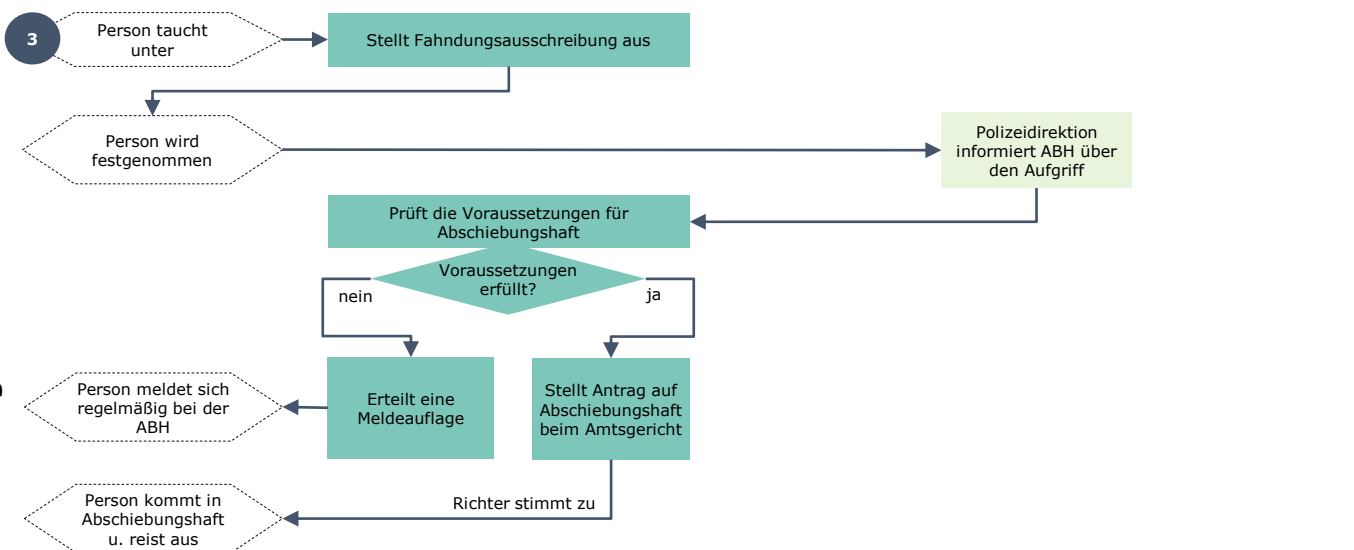 3
Person taucht
unter
Stellt Fahndungsausschreibung aus
Person wird
festgenommen
Polizeidirektion
informiert ABH über
den Aufgriff
Prüft die Voraussetzungen für
Abschiebungshaft
Voraussetzungen
erfüllt?
nein
ja
Person meldet sich
regelmäßig bei der
ABH
Erteilt eine
Meldeauflage
Stellt Antrag auf
Abschiebungshaft
beim Amtsgericht
Richter stimmt zu
Person kommt in
Abschiebungshaft
u. reist aus